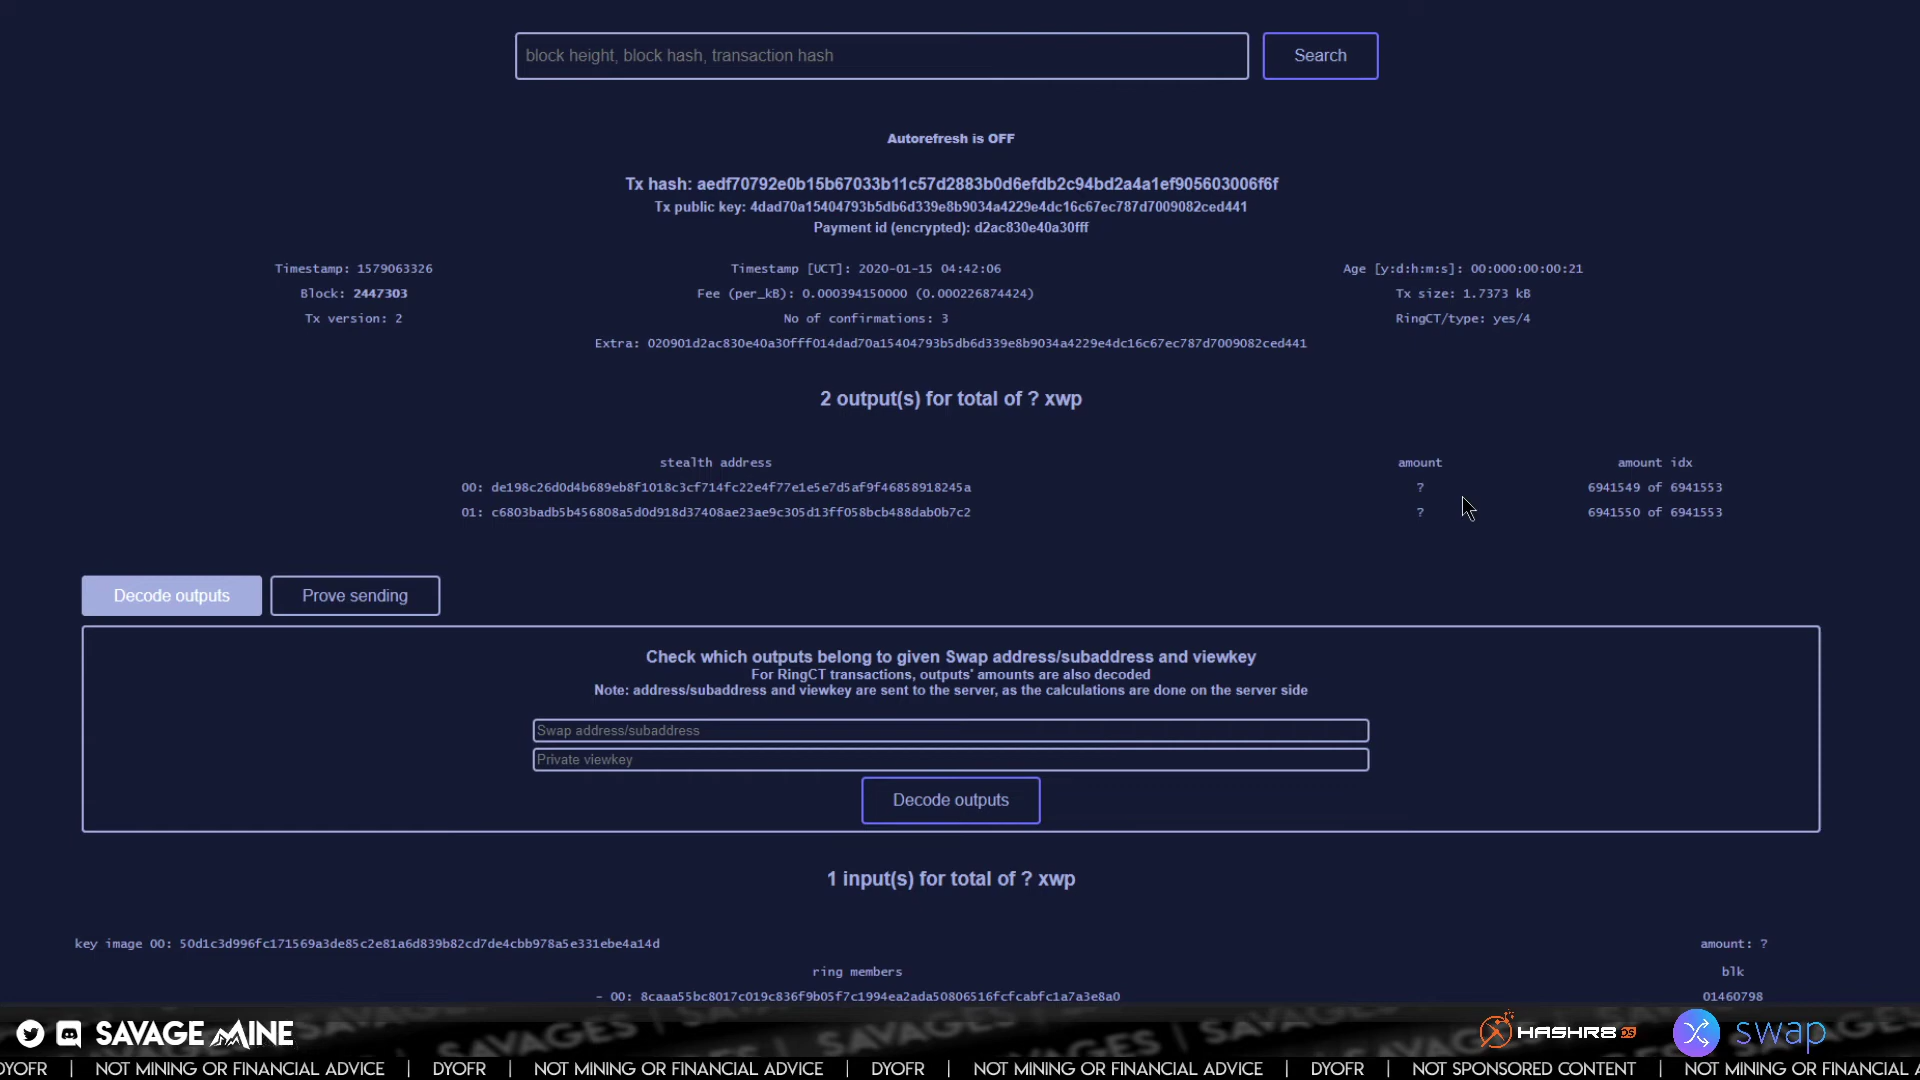 block height, block hash, transaction hash
Search
Autorefresh is OFF
Tx hash: aedf70792e0b15b67033b11c57d2883b0d6efdb2c94bd2a4a1ef905603006f6f
Tx public key: 4dad70a15404793b5db6d339e8b9034a4229e4dc16c67ec787d7009082ced441
Payment id (encrypted): d2ac830e40a30fff
Timestamp: 1579063326
Timestamp [UCT]: 2020-01-15 04:42:06
Age [y:d:h:m:s]: 00:000:00:00:21
Block: 2447303
Fee (per_kB): 0.000394150000 (0.000226874424)
Tx size: 1.7373 kB
Tx version: 2
No of confirmations: 3
RingCT/type: yes/4
Extra: 020901d2ac830e40a30fff014dad70a15404793b5db6d339e8b9034a4229e4dc16c67ec787d7009082ced441
2 output(s) for total of ? xwp
stealth address amount amount idx
00: de198c26d0d4b689eb8f1018c3cf714fc22e4f77e1e5e7d5af9f46858918245a ? 6941549 of 6941553
01: c6803badb5b456808a5d0d918d37408ae23ae9c305d13ff058bcb488dab0b7c2 ? 6941550 of 6941553
Decode outputs
Prove sending
Check which outputs belong to given Swap address/subaddress and viewkey
For RingCT transactions, outputs' amounts are also decoded
Note: address/subaddress and viewkey are sent to the server, as the calculations are done on the server side
Swap address/subaddress
Private viewkey
Decode outputs
1 input(s) for total of ? xwp
key image 00: 50d1c3d996fc171569a3de85c2e81a6d839b82cd7de4cbb978a5e331ebe4a14d amount: ?
ring members blk
- 00: 8caaa55bc8017c019c836f9b05f7c1994ea2ada50806516fcfcabfc1a7a3e8a0 01460798
SAVAGE MINE
HASHR8 OS
swap
DYOFR | NOT MINING OR FINANCIAL ADVICE | DYOFR | NOT MINING OR FINANCIAL ADVICE | DYOFR | NOT MINING OR FINANCIAL ADVICE | DYOFR | NOT SPONSORED CONTENT | NOT MINING OR FINANCIAL A